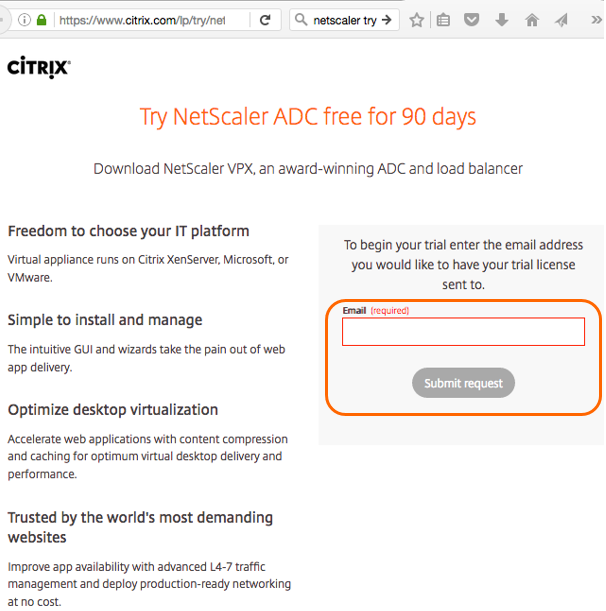 https://www.citrix.com/lp/try/net
netscaler try
CITRIX
Try NetScaler ADC free for 90 days
Download NetScaler VPX, an award-winning ADC and load balancer
Freedom to choose your IT platform
Virtual appliance runs on Citrix XenServer, Microsoft, or
VMware.
Simple to install and manage
The intuitive GUI and wizards take the pain out of web
app delivery.
Optimize desktop virtualization
Accelerate web applications with content compression
and caching for optimum virtual desktop delivery and
performance.
Trusted by the world's most demanding
websites
Improve app availability with advanced L4-7 traffic
management and deploy production-ready networking
at no cost.
To begin your trial enter the email address
you would like to have your trial license
sent to.
Email (required)
Submit request